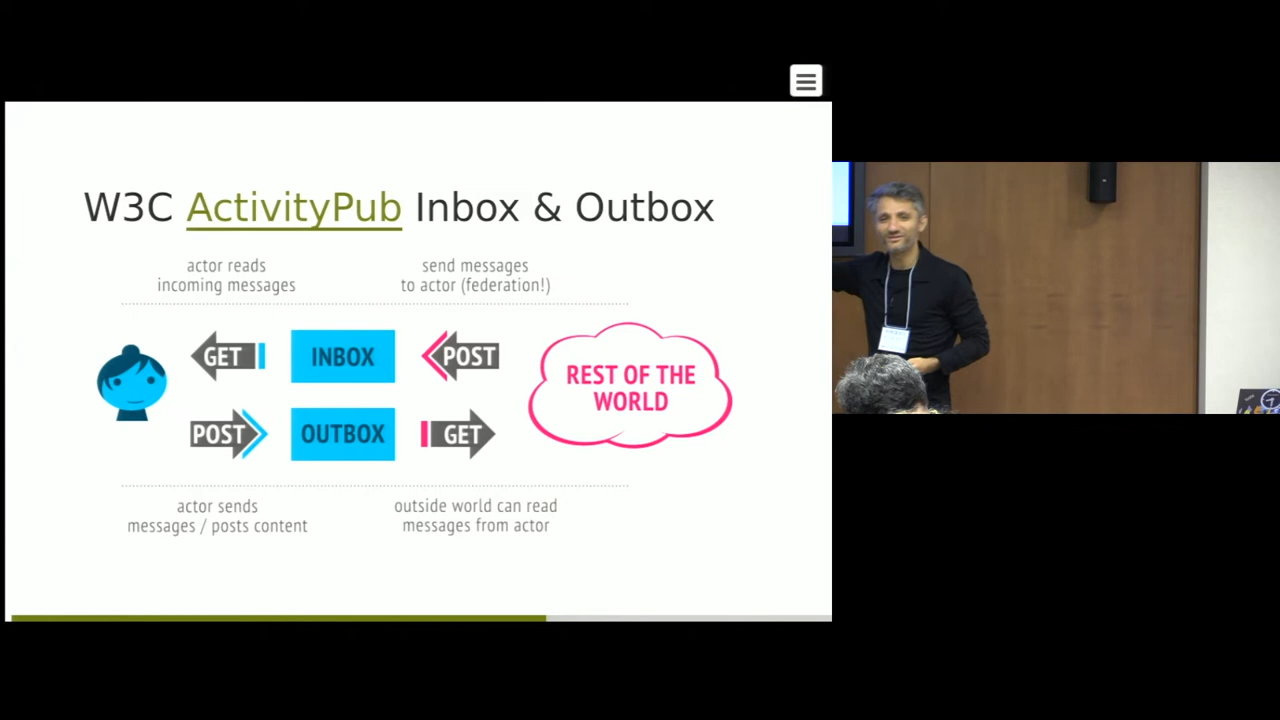 W3C ActivityPub Inbox & Outbox
actor reads
incoming messages
send messages
to actor (federation!)
GET
INBOX
POST
REST OF THE
WORLD
POST
OUTBOX
GET
actor sends
messages / posts content
outside world can read
messages from actor